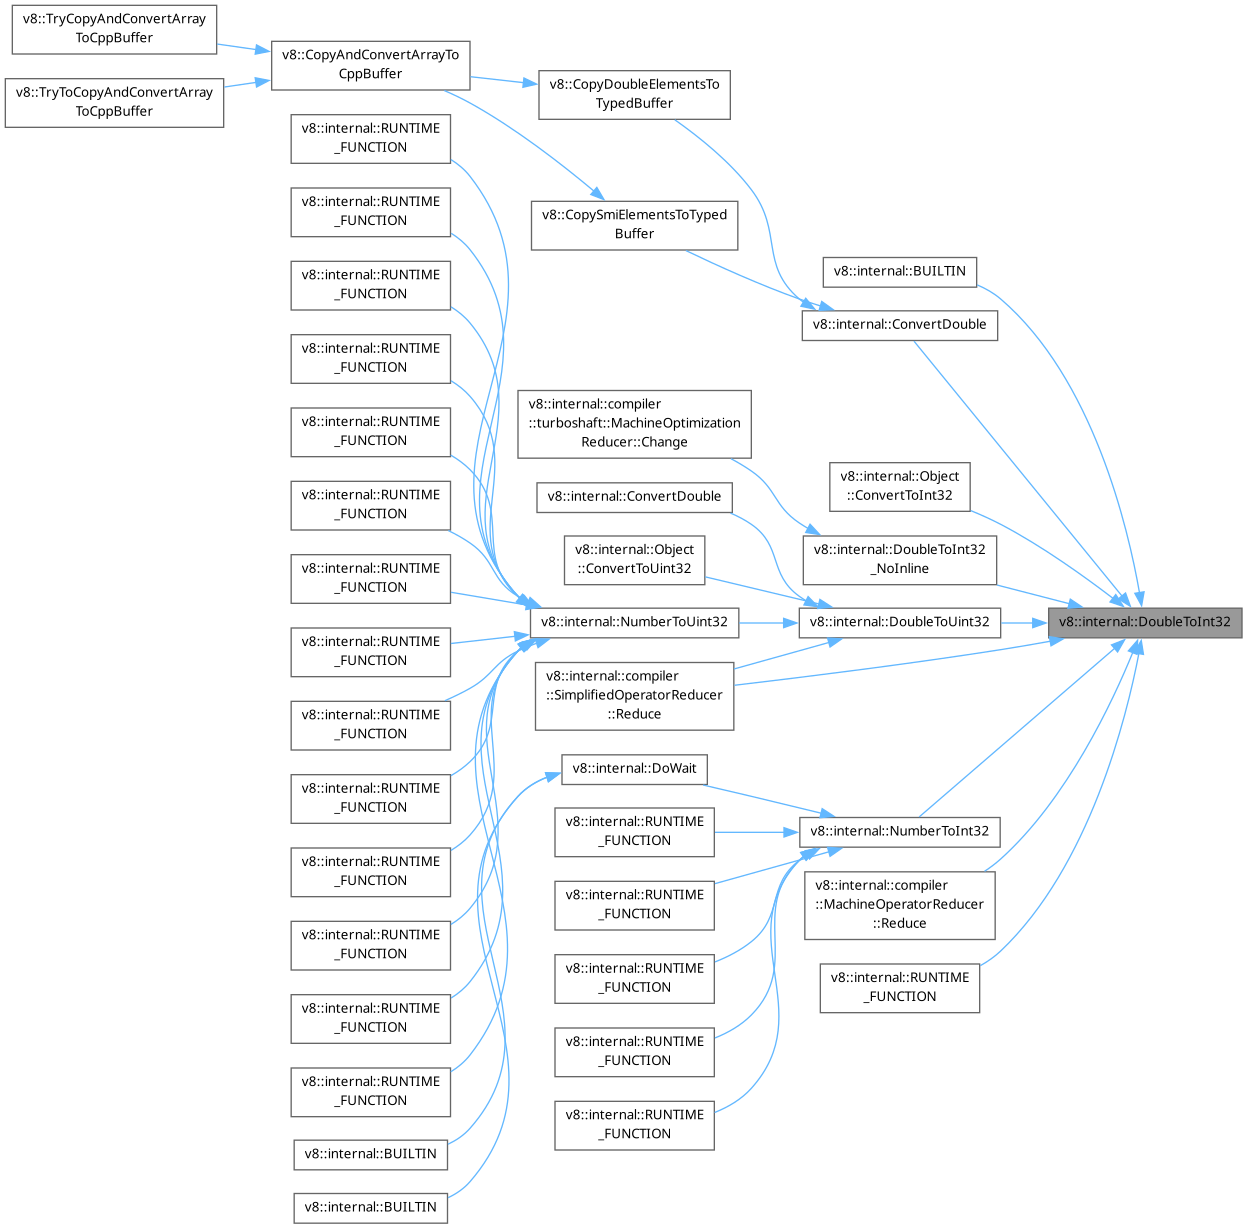 v8::TryCopyAndConvertArray
ToCppBuffer
v8::TryToCopyAndConvertArray
ToCppBuffer
v8::CopyAndConvertArrayTo
CppBuffer
v8::internal::RUNTIME
_FUNCTION
v8::internal::RUNTIME
_FUNCTION
v8::internal::RUNTIME
_FUNCTION
v8::internal::RUNTIME
_FUNCTION
v8::internal::RUNTIME
_FUNCTION
v8::internal::RUNTIME
_FUNCTION
v8::internal::RUNTIME
_FUNCTION
v8::internal::RUNTIME
_FUNCTION
v8::internal::RUNTIME
_FUNCTION
v8::internal::RUNTIME
_FUNCTION
v8::internal::RUNTIME
_FUNCTION
v8::internal::RUNTIME
_FUNCTION
v8::internal::RUNTIME
_FUNCTION
v8::internal::RUNTIME
_FUNCTION
v8::internal::BUILTIN
v8::internal::BUILTIN
v8::CopyDoubleElementsTo
TypedBuffer
v8::CopySmiElementsToTyped
Buffer
v8::internal::compiler
::turboshaft::MachineOptimization
Reducer::Change
v8::internal::ConvertDouble
v8::internal::Object
::ConvertToUint32
v8::internal::NumberToUint32
v8::internal::compiler
::SimplifiedOperatorReducer
::Reduce
v8::internal::DoWait
v8::internal::RUNTIME
_FUNCTION
v8::internal::RUNTIME
_FUNCTION
v8::internal::RUNTIME
_FUNCTION
v8::internal::RUNTIME
_FUNCTION
v8::internal::RUNTIME
_FUNCTION
v8::internal::BUILTIN
v8::internal::ConvertDouble
v8::internal::Object
::ConvertToInt32
v8::internal::DoubleToInt32
_NoInline
v8::internal::DoubleToUint32
v8::internal::NumberToInt32
v8::internal::compiler
::MachineOperatorReducer
::Reduce
v8::internal::RUNTIME
_FUNCTION
v8::internal::DoubleToInt32